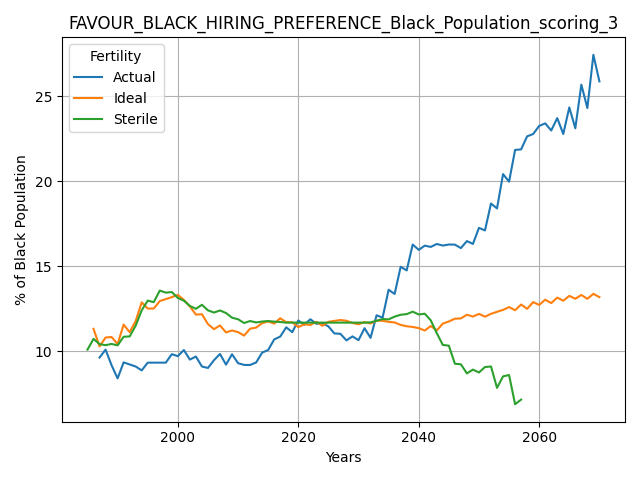 FAVOUR_BLACK_HIRING_PREFERENCE_Black_Population_scoring_3
Fertility
Actual
Ideal
Sterile
% of Black Population
25
20
15
10
2000
2020
2040
2060
Years